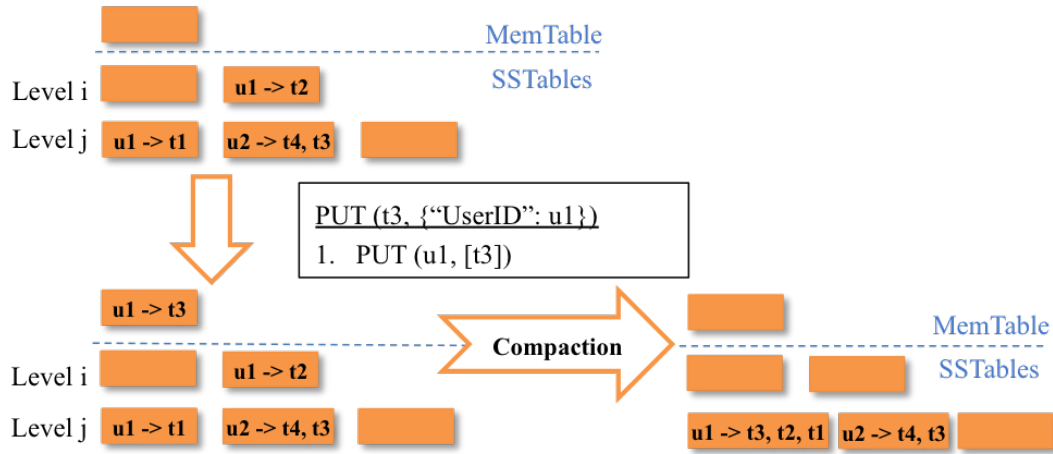 MemTable
SSTables
Level i
u1 -> t2
Level j
u1 -> t1
u2 -> t4, t3
PUT (t3, {“UserID”: u1})
1. PUT (u1, [t3])
u1 -> t3
Level i
u1 -> t2
Level j
u1 -> t1
u2 -> t4, t3
Compaction
MemTable
SSTables
u1 -> t3, t2, t1
u2 -> t4, t3